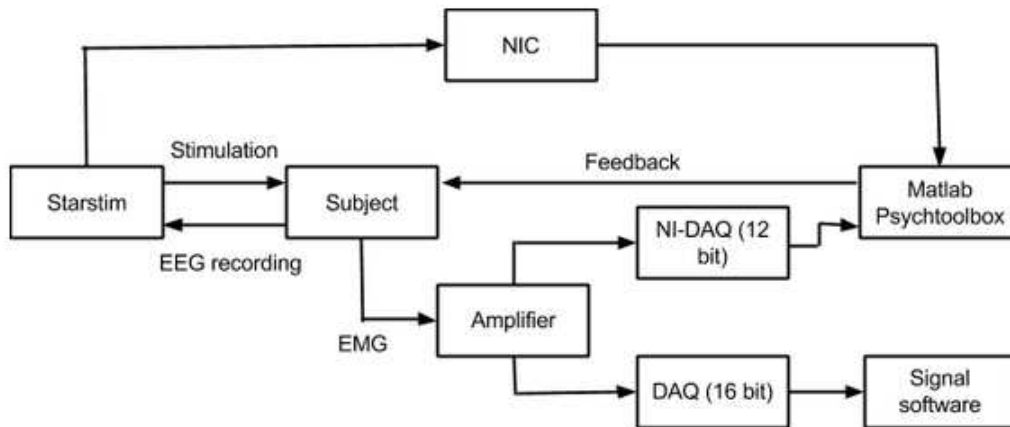 NIC
Stimulation
Feedback
Starstim
Subject
Matlab
Psychtoolbox
NI-DAQ (12
bit)
EEG recording
Amplifier
EMG
DAQ (16 bit)
Signal
software